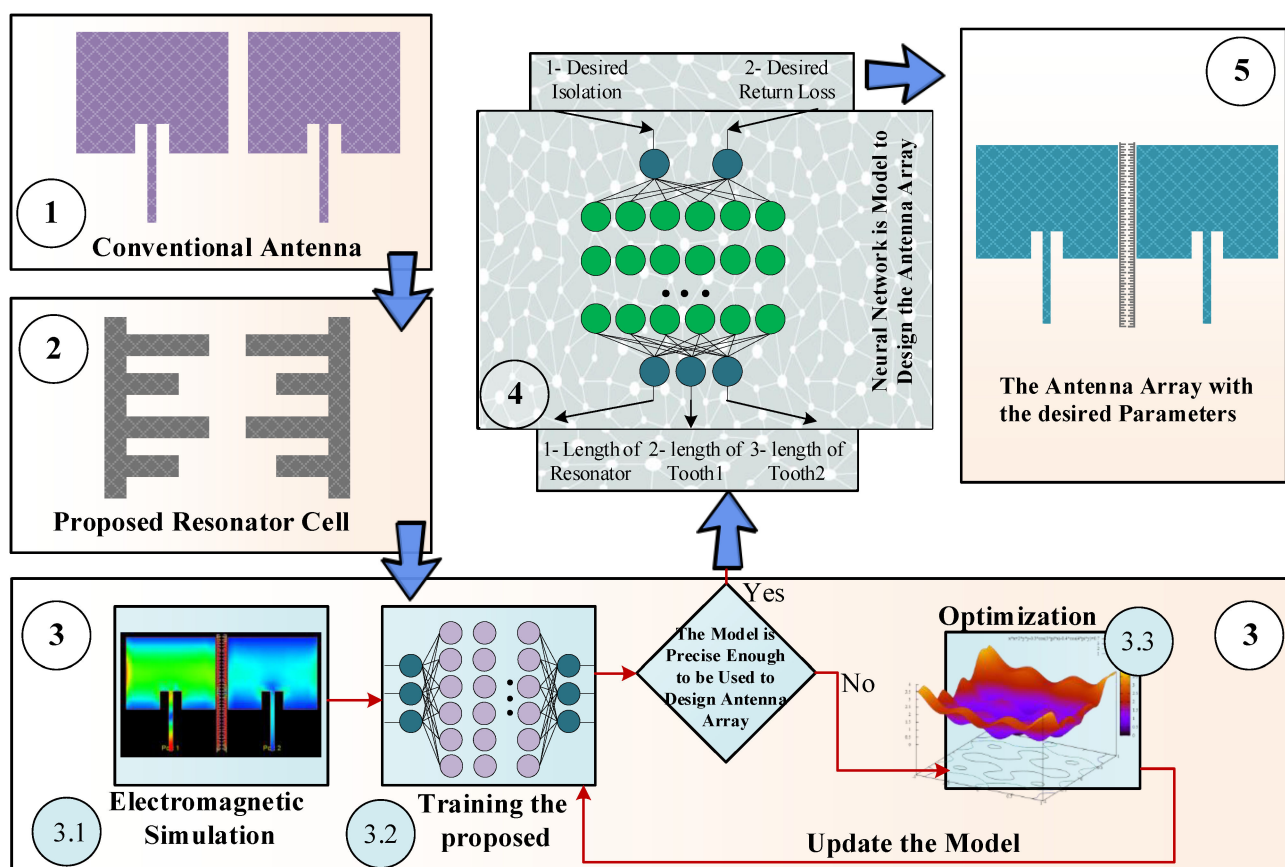 1
Conventional Antenna
2
Proposed Resonator Cell
1- Desired
Isolation
2- Desired
Return Loss
Neural Network is Model to
Design the Antenna Array
4
1- Length of
Resonator
2- length of
Tooth1
3- length of
Tooth2
5
The Antenna Array with
the desired Parameters
3
3.1
Electromagnetic
Simulation
3.2
Training the
proposed
The Model is
Precise Enough
to be Used to
Design Antenna
Array
Yes
No
Optimization
3.3
3
Update the Model